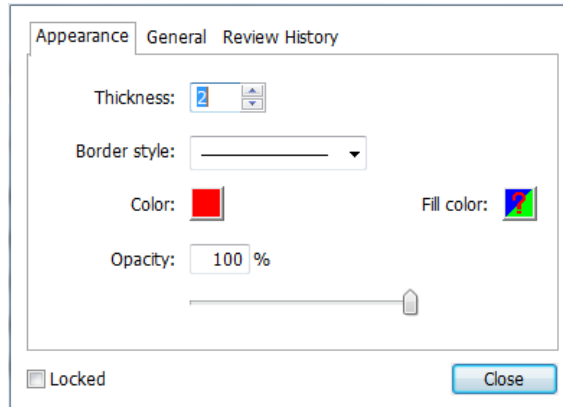 Appearance General Review History
Thickness: 2
Border style:
Color: Fill color: ?
Opacity: 100 %
Locked Close